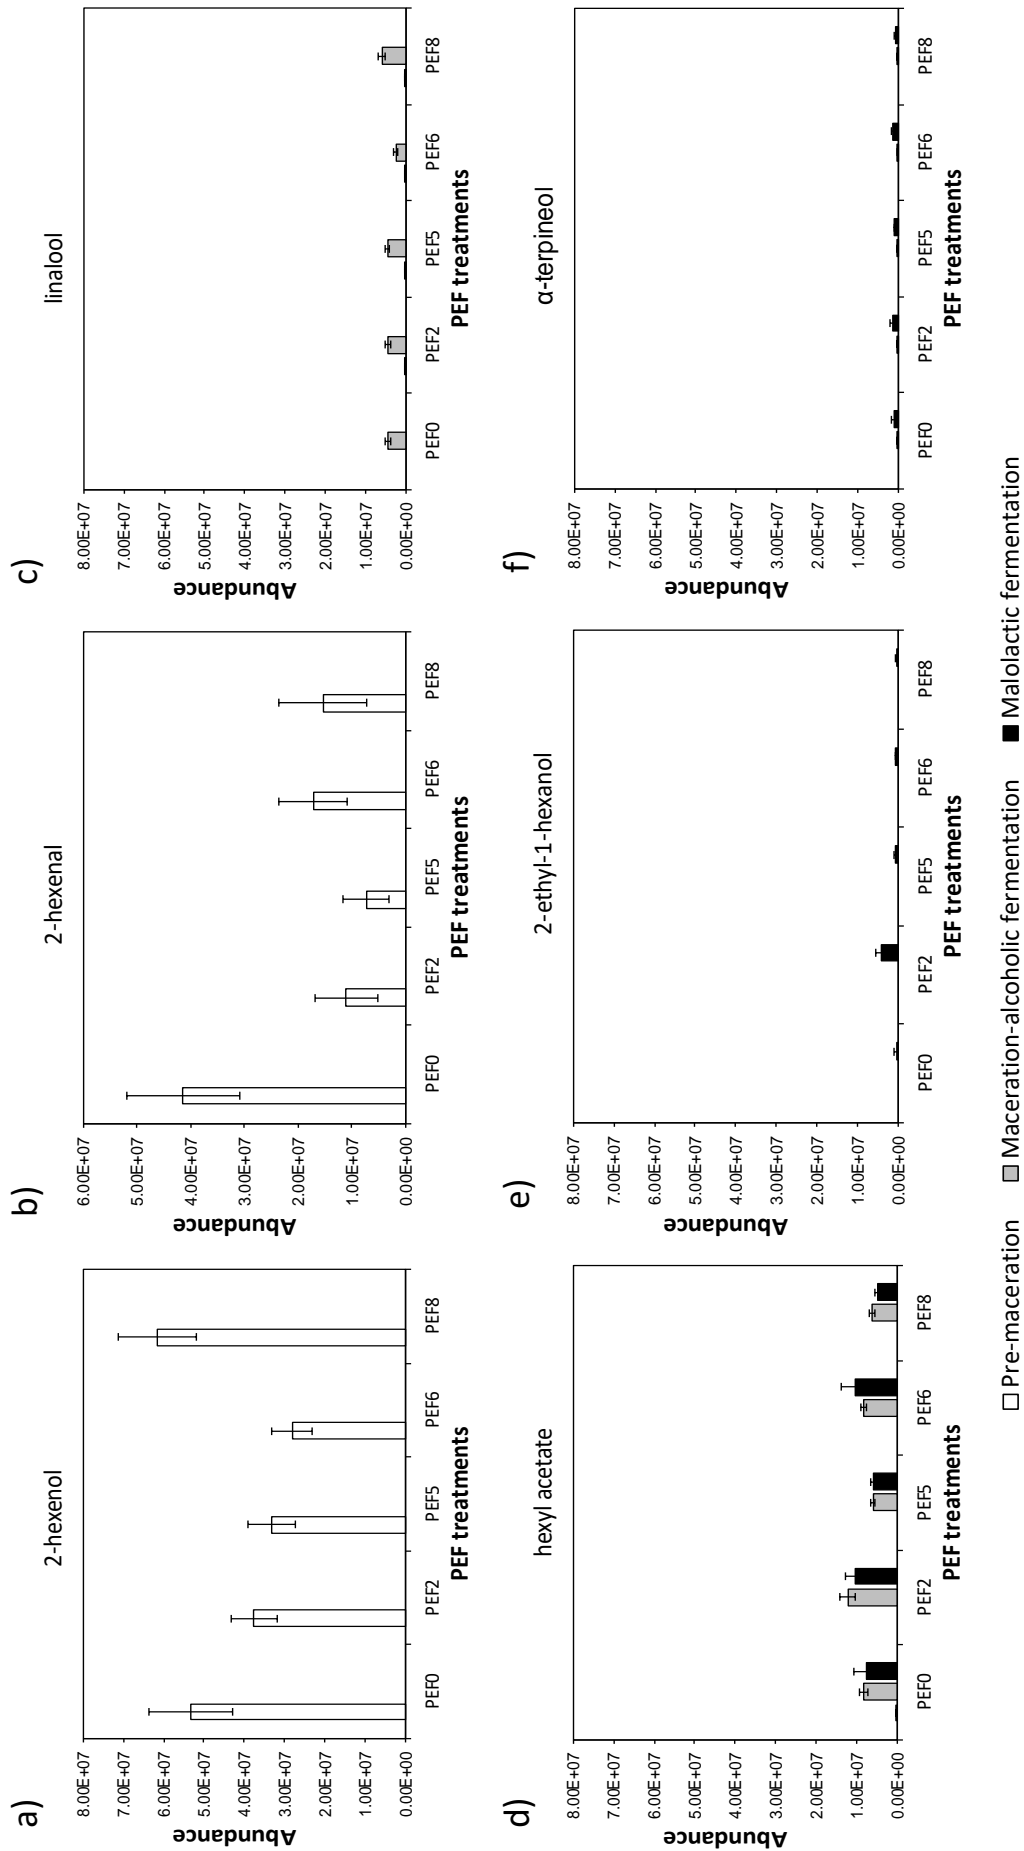 a)
2-hexenol
Abundance
8.00E+07
7.00E+07
6.00E+07
5.00E+07
4.00E+07
3.00E+07
2.00E+07
1.00E+07
0.00E+00
PEF0 PEF2 PEF5 PEF6 PEF8
PEF treatments
b)
2-hexenal
Abundance
6.00E+07
5.00E+07
4.00E+07
3.00E+07
2.00E+07
1.00E+07
0.00E+00
PEF0 PEF2 PEF5 PEF6 PEF8
PEF treatments
c)
linalool
Abundance
8.00E+07
7.00E+07
6.00E+07
5.00E+07
4.00E+07
3.00E+07
2.00E+07
1.00E+07
0.00E+00
PEF0 PEF2 PEF5 PEF6 PEF8
PEF treatments
d)
hexyl acetate
Abundance
8.00E+07
7.00E+07
6.00E+07
5.00E+07
4.00E+07
3.00E+07
2.00E+07
1.00E+07
0.00E+00
PEF0 PEF2 PEF5 PEF6 PEF8
PEF treatments
e)
2-ethyl-1-hexanol
Abundance
8.00E+07
7.00E+07
6.00E+07
5.00E+07
4.00E+07
3.00E+07
2.00E+07
1.00E+07
0.00E+00
PEF0 PEF2 PEF5 PEF6 PEF8
PEF treatments
f)
α-terpineol
Abundance
8.00E+07
7.00E+07
6.00E+07
5.00E+07
4.00E+07
3.00E+07
2.00E+07
1.00E+07
0.00E+00
PEF0 PEF2 PEF5 PEF6 PEF8
PEF treatments
Pre-maceration Maceration-alcoholic fermentation Malolactic fermentation